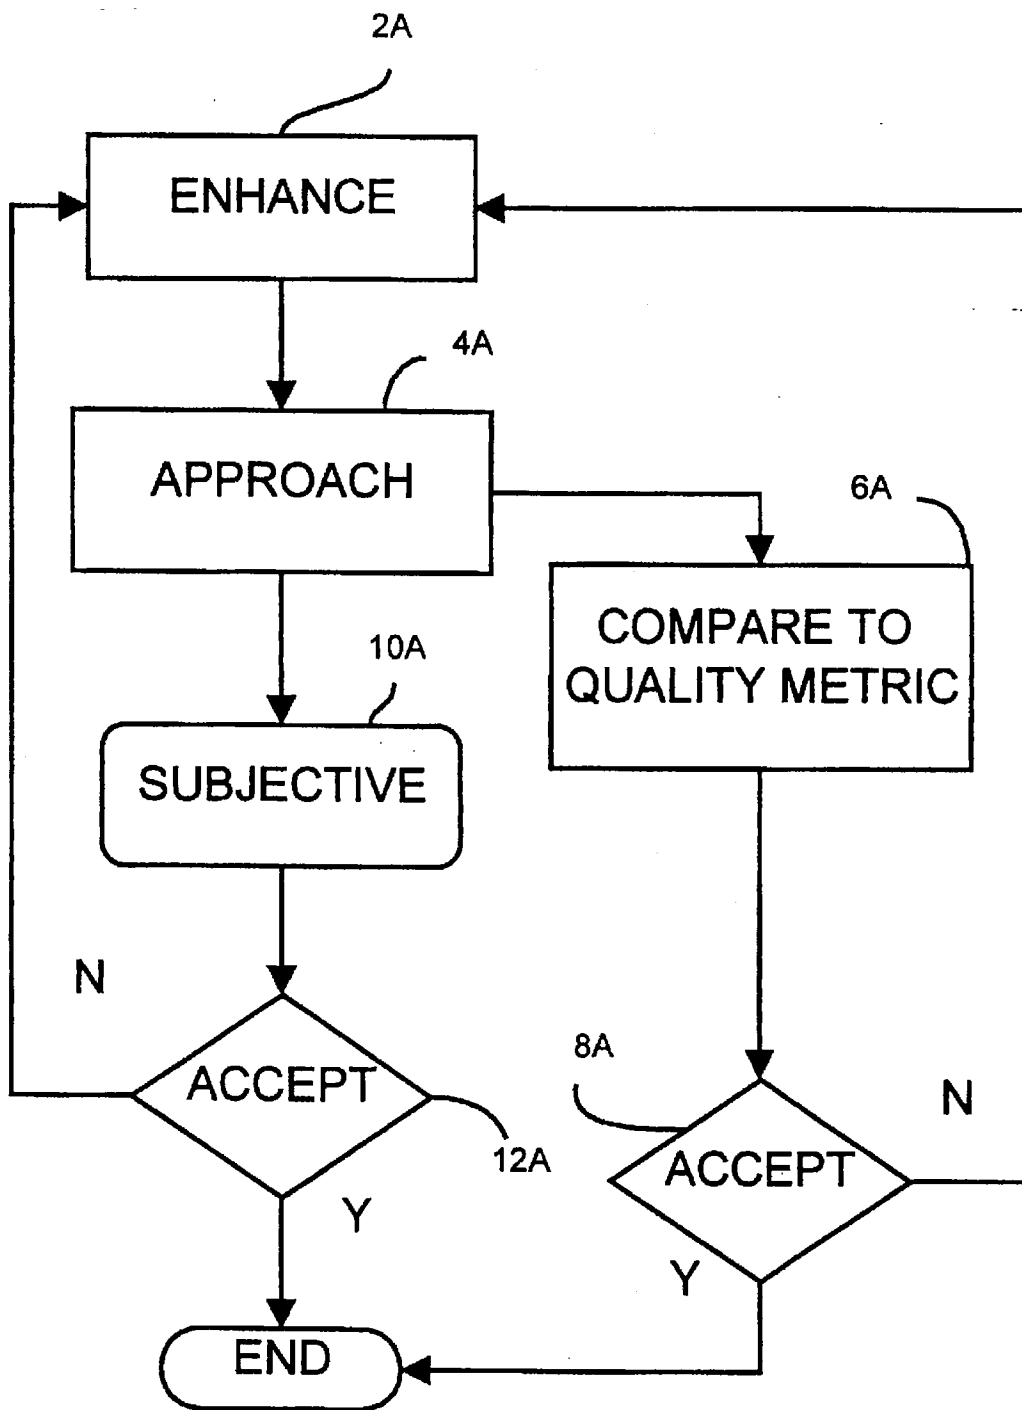 2A
ENHANCE
4A
APPROACH
6A
COMPARE TO
QUALITY METRIC
10A
SUBJECTIVE
N
ACCEPT
12A
Y
8A
ACCEPT
N
Y
END